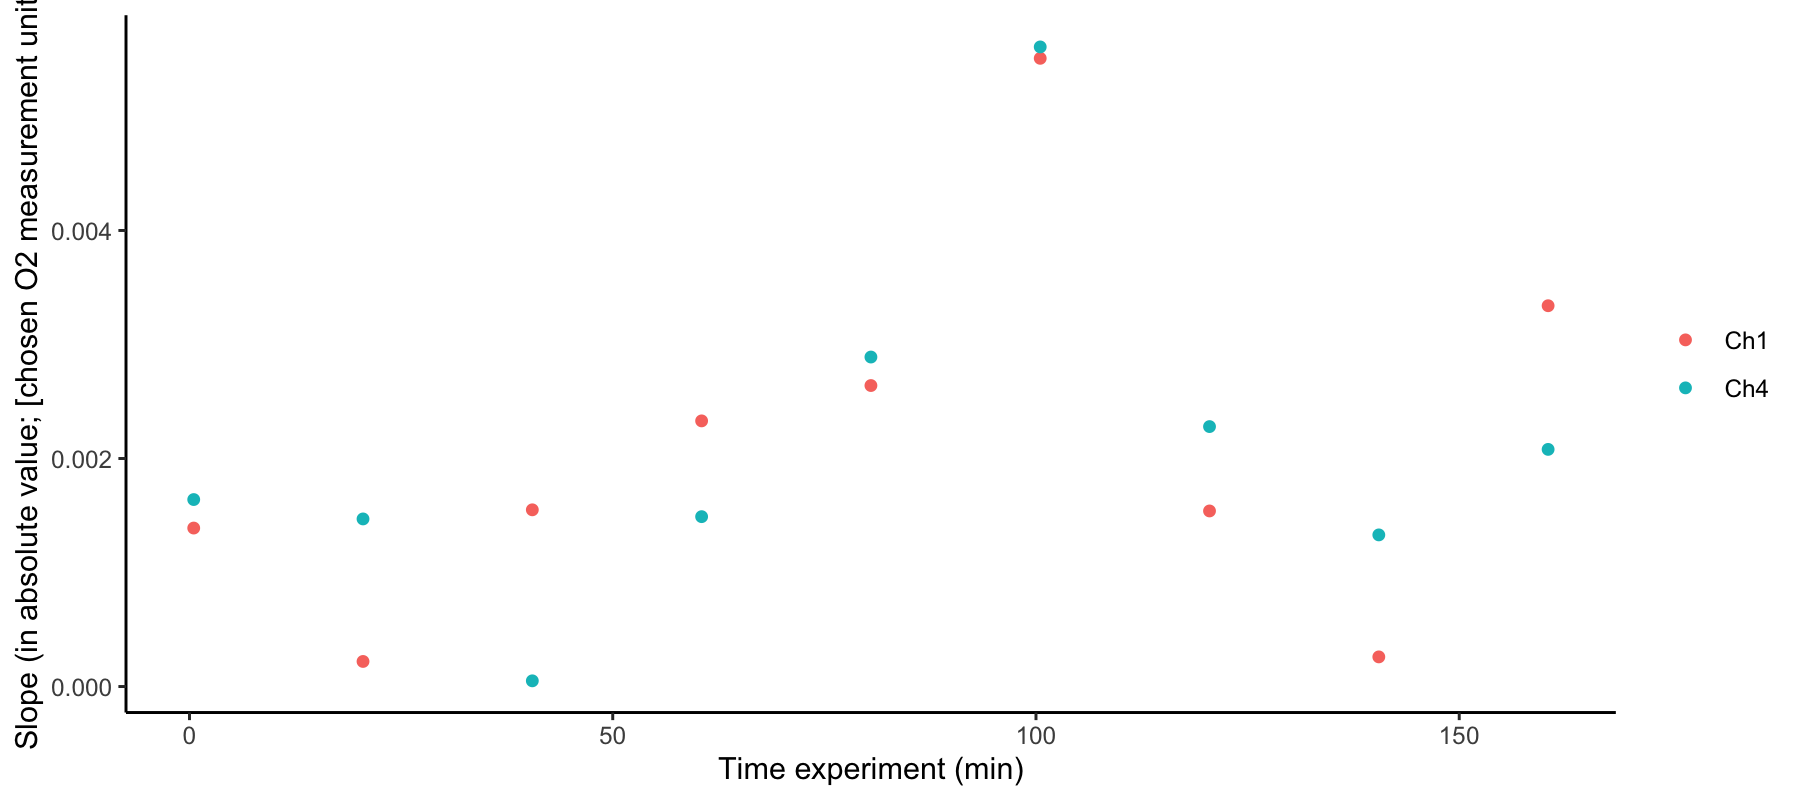 Slope (in absolute value; [chosen O2 measurement unit
0.004
0.002
0.000
0
50
100
150
Time experiment (min)
Ch1
Ch4